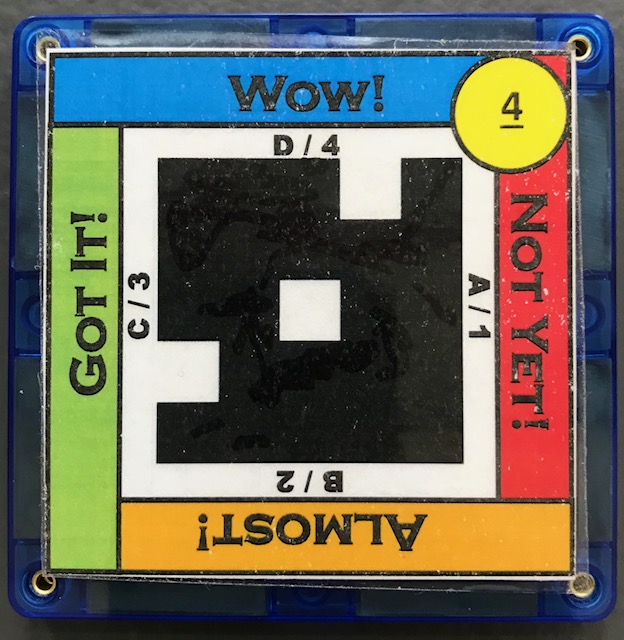 WOW!
4
D / 4
GOT IT!
C / 3
A / 1
NOT YET!
B / 2
ALMOST!